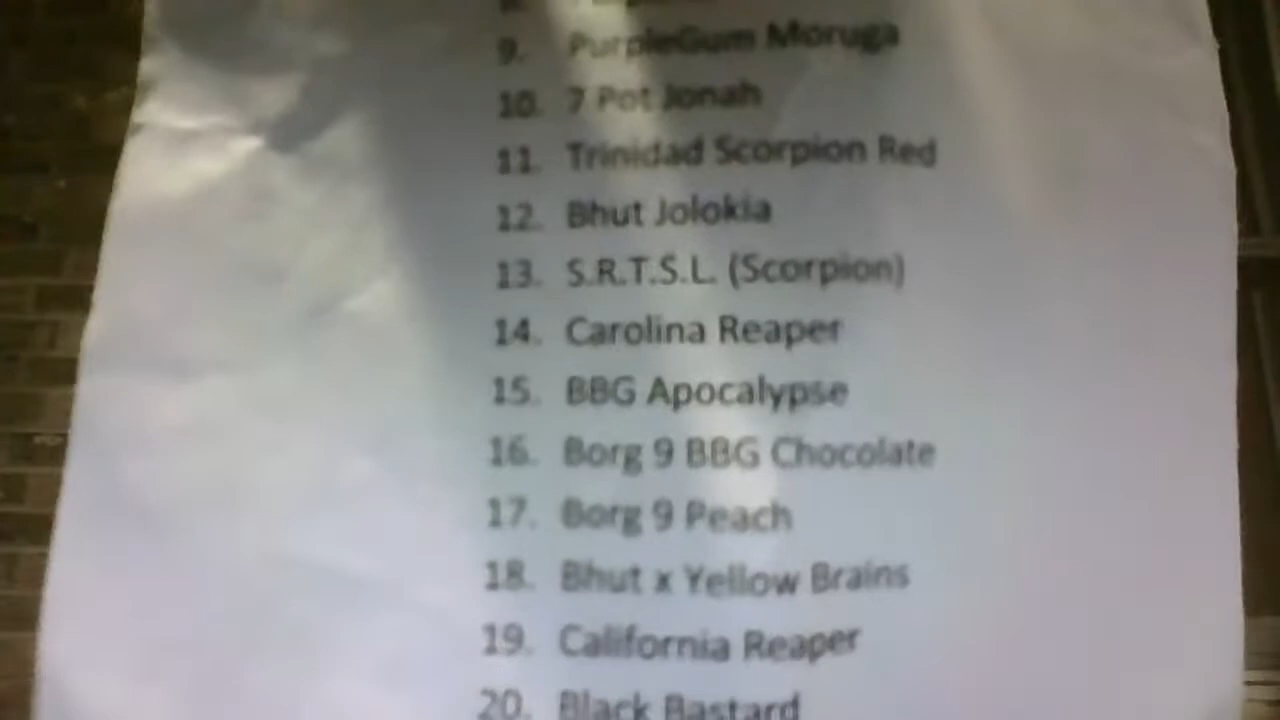 9. PurpleGum Moruga
10. 7 Pot Jonah
11. Trinidad Scorpion Red
12. Bhut Jolokia
13. S.R.T.S.L. (Scorpion)
14. Carolina Reaper
15. BBG Apocalypse
16. Borg 9 BBG Chocolate
17. Borg 9 Peach
18. Bhut x Yellow Brains
19. California Reaper
20. Black Bastard